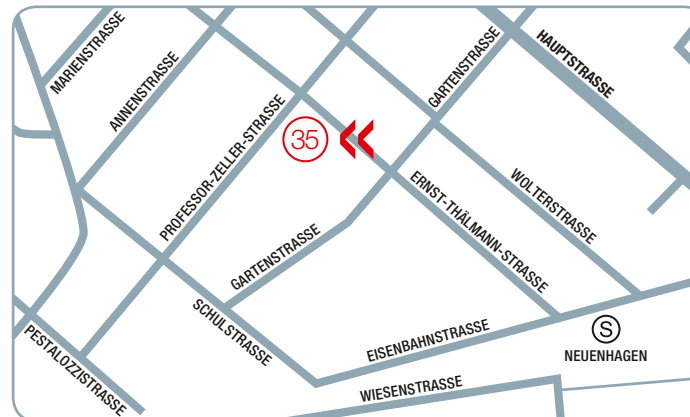 MARIENSTRASSE
ANNENSTRASSE
PROFESSOR-ZELLER-STRASSE
35
GARTENSTRASSE
HAUPTSTRASSE
WOLTERSTRASSE
ERNST-THÄLMANN-STRASSE
GARTENSTRASSE
SCHULSTRASSE
PESTALOZZISTRASSE
EISENBAHNSTRASSE
S
NEUENHAGEN
WIESENSTRASSE